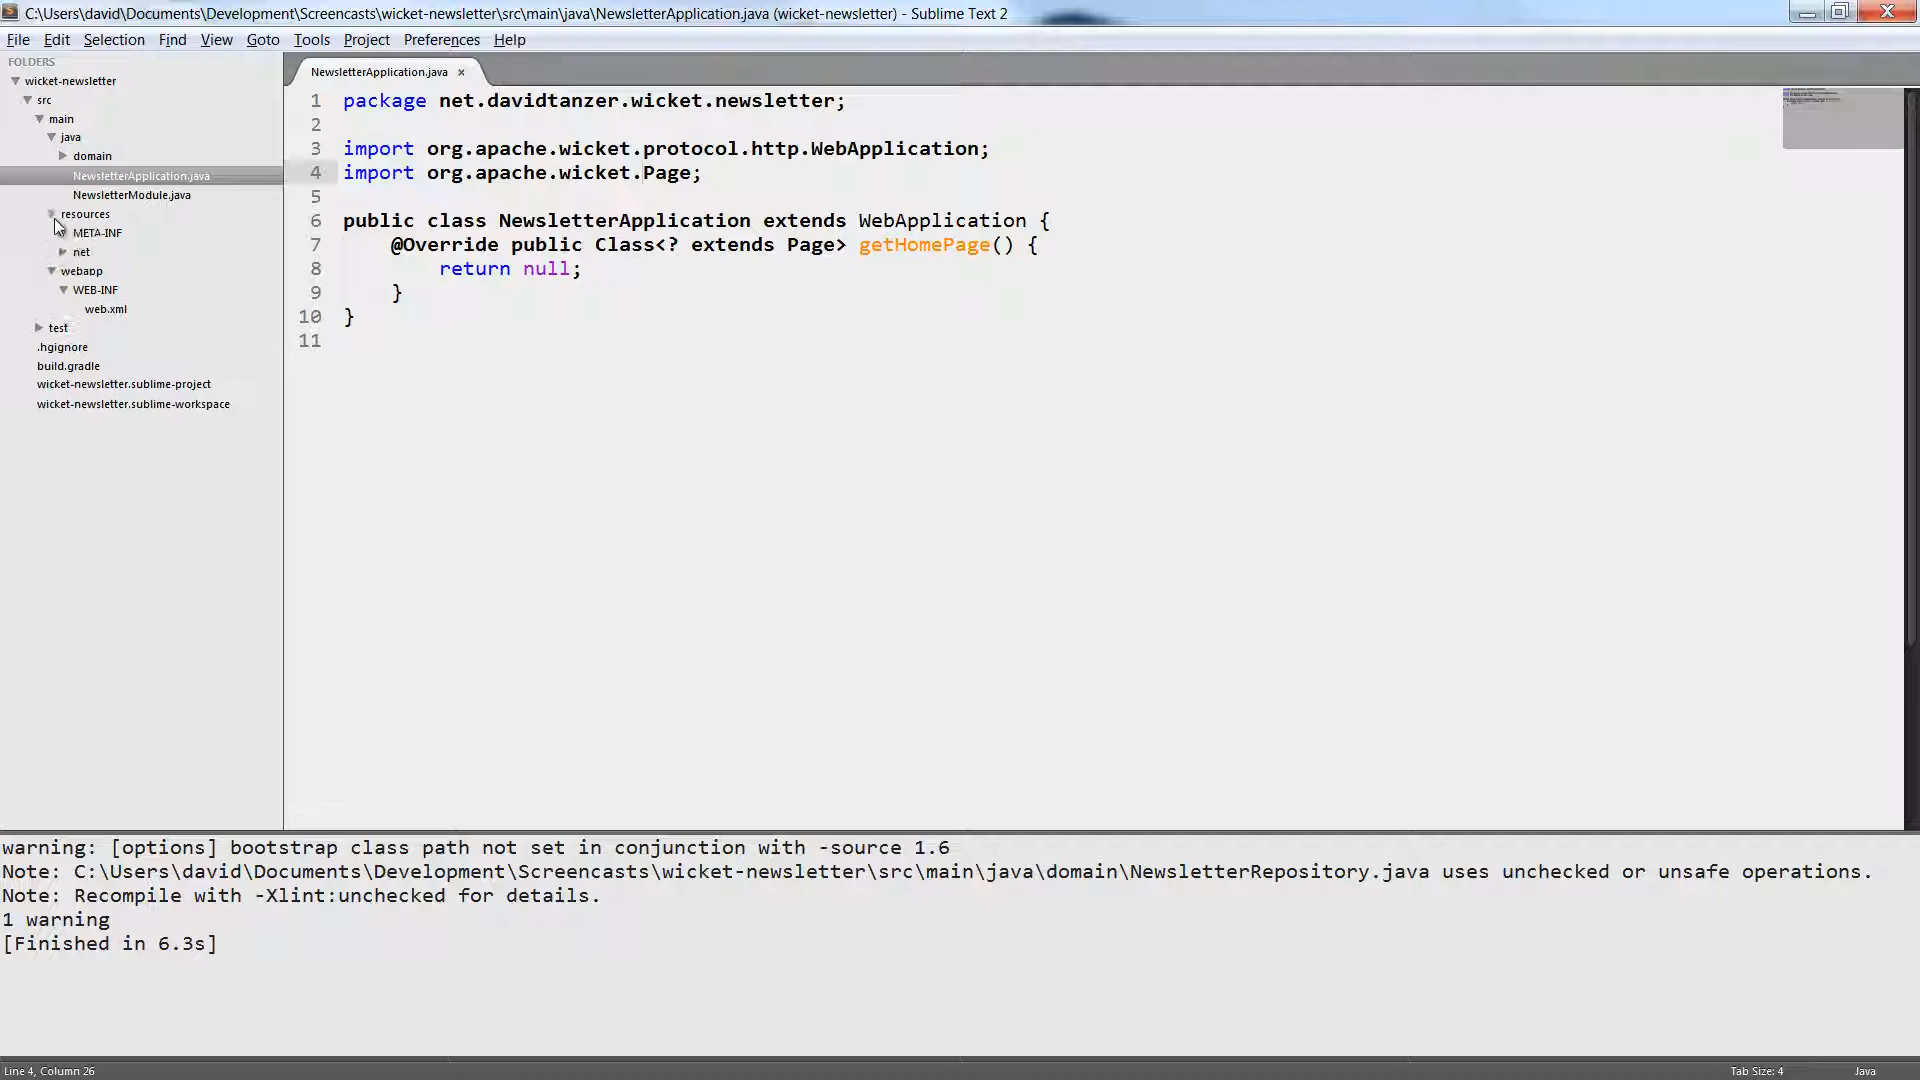 C:\Users\david\Documents\Development\Screencasts\wicket-newsletter\src\main\java\NewsletterApplication.java (wicket-newsletter) - Sublime Text 2
File Edit Selection Find View Goto Tools Project Preferences Help
FOLDERS
wicket-newsletter
src
main
java
domain
NewsletterApplication.java
NewsletterModule.java
resources
META-INF
net
webapp
WEB-INF
web.xml
test
.hgignore
build.gradle
wicket-newsletter.sublime-project
wicket-newsletter.sublime-workspace
NewsletterApplication.java ×
1 package net.davidtanzer.wicket.newsletter;
2
3 import org.apache.wicket.protocol.http.WebApplication;
4 import org.apache.wicket.Page;
5
6 public class NewsletterApplication extends WebApplication {
7 @Override public Class<? extends Page> getHomePage() {
8 return null;
9 }
10 }
11
warning: [options] bootstrap class path not set in conjunction with -source 1.6
Note: C:\Users\david\Documents\Development\Screencasts\wicket-newsletter\src\main\java\domain\NewsletterRepository.java uses unchecked or unsafe operations.
Note: Recompile with -Xlint:unchecked for details.
1 warning
[Finished in 6.3s]
Line 4, Column 26
Tab Size: 4
Java